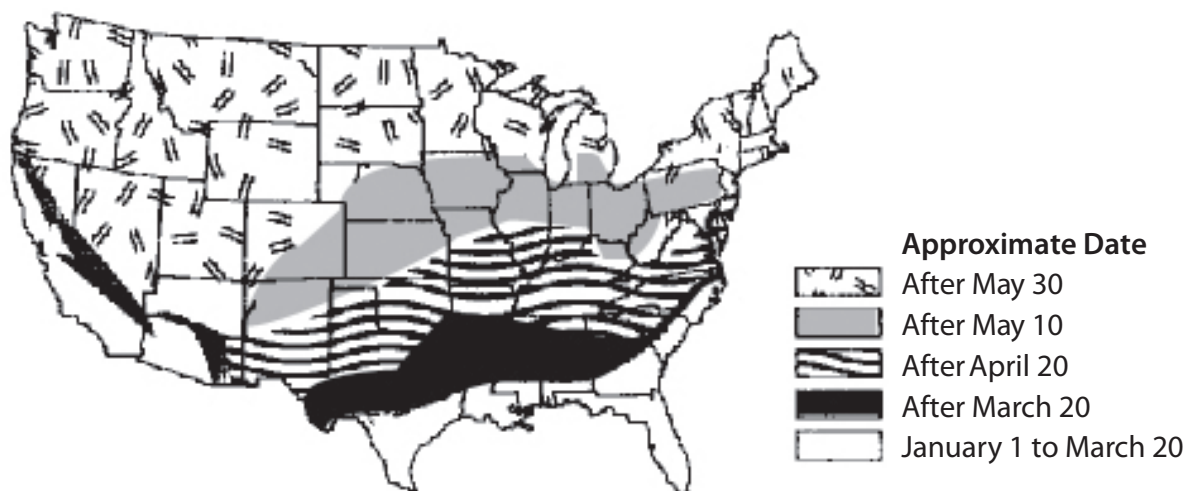 Approximate Date
After May 30
After May 10
After April 20
After March 20
January 1 to March 20